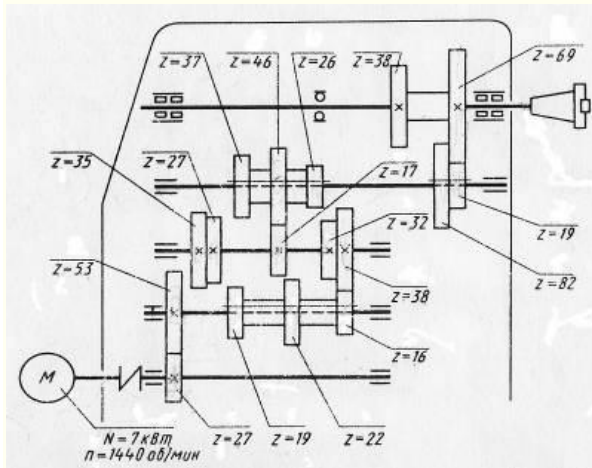 z=37
z=46
z=26
z=38
z=69
z=35
z=27
z=17
z=32
z=19
z=53
z=38
z=82
z=16
M
N=7 кВт
n=1440 об/мин
z=27
z=19
z=22